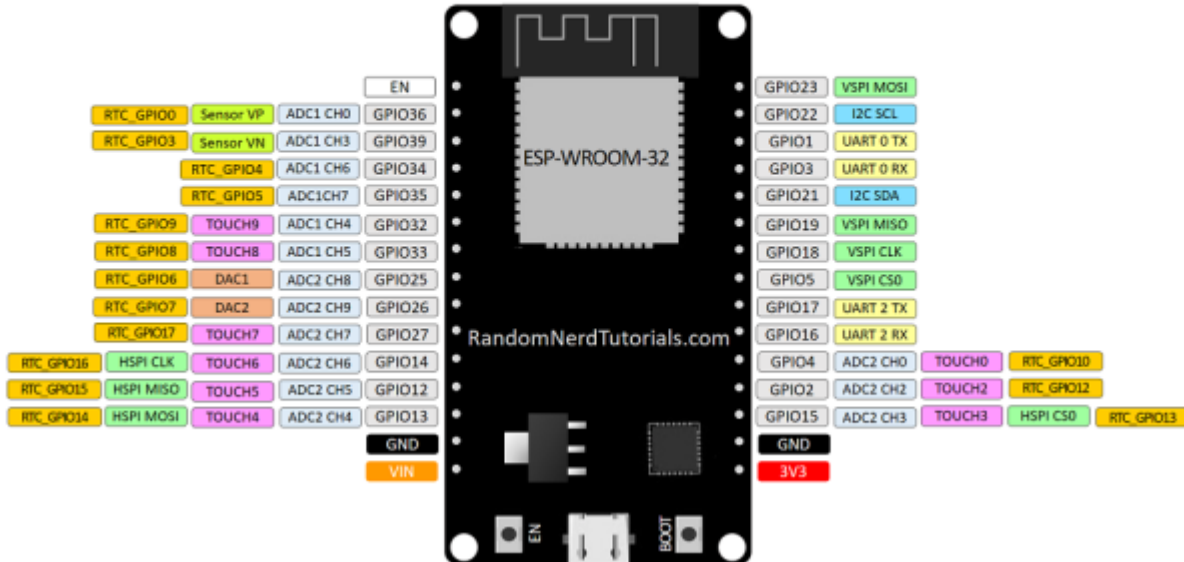 EN GPIO23 VSPI MOSI
RTC_GPIO0 Sensor VP ADC1 CH0 GPIO36 GPIO22 I2C SCL
RTC_GPIO3 Sensor VN ADC1 CH3 GPIO39 GPIO1 UART 0 TX
RTC_GPIO4 ADC1 CH6 GPIO34 ESP-WROOM-32 GPIO3 UART 0 RX
RTC_GPIO5 ADC1CH7 GPIO35 GPIO21 I2C SDA
RTC_GPIO9 TOUCH9 ADC1 CH4 GPIO32 GPIO19 VSPI MISO
RTC_GPIO8 TOUCH8 ADC1 CH5 GPIO33 GPIO18 VSPI CLK
RTC_GPIO6 DAC1 ADC2 CH8 GPIO25 GPIO5 VSPI CS0
RTC_GPIO7 DAC2 ADC2 CH9 GPIO26 GPIO17 UART 2 TX
RTC_GPIO17 TOUCH7 ADC2 CH7 GPIO27 RandomNerdTutorials.com GPIO16 UART 2 RX
RTC_GPIO16 HSPI CLK TOUCH6 ADC2 CH6 GPIO14 GPIO4 ADC2 CH0 TOUCH0 RTC_GPIO10
RTC_GPIO15 HSPI MISO TOUCH5 ADC2 CH5 GPIO12 GPIO2 ADC2 CH2 TOUCH2 RTC_GPIO12
RTC_GPIO14 HSPI MOSI TOUCH4 ADC2 CH4 GPIO13 GPIO15 ADC2 CH3 TOUCH3 HSPI CS0 RTC_GPIO13
GND GND
VIN 3V3
EN BOOT